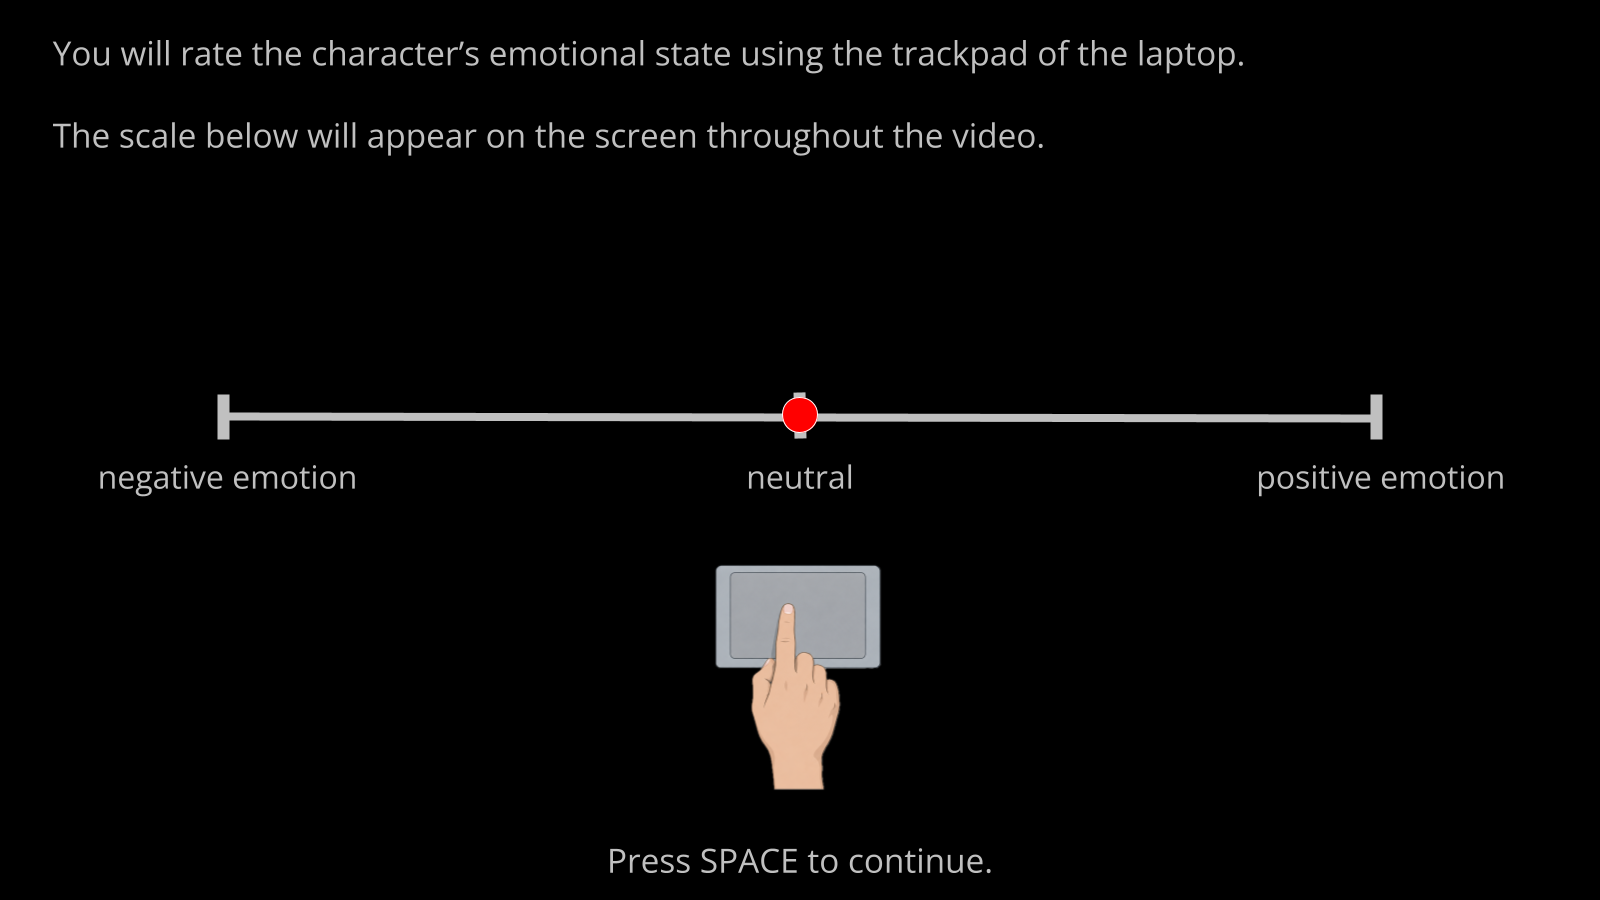 You will rate the character’s emotional state using the trackpad of the laptop.
The scale below will appear on the screen throughout the video.
negative emotion
neutral
positive emotion
Press SPACE to continue.